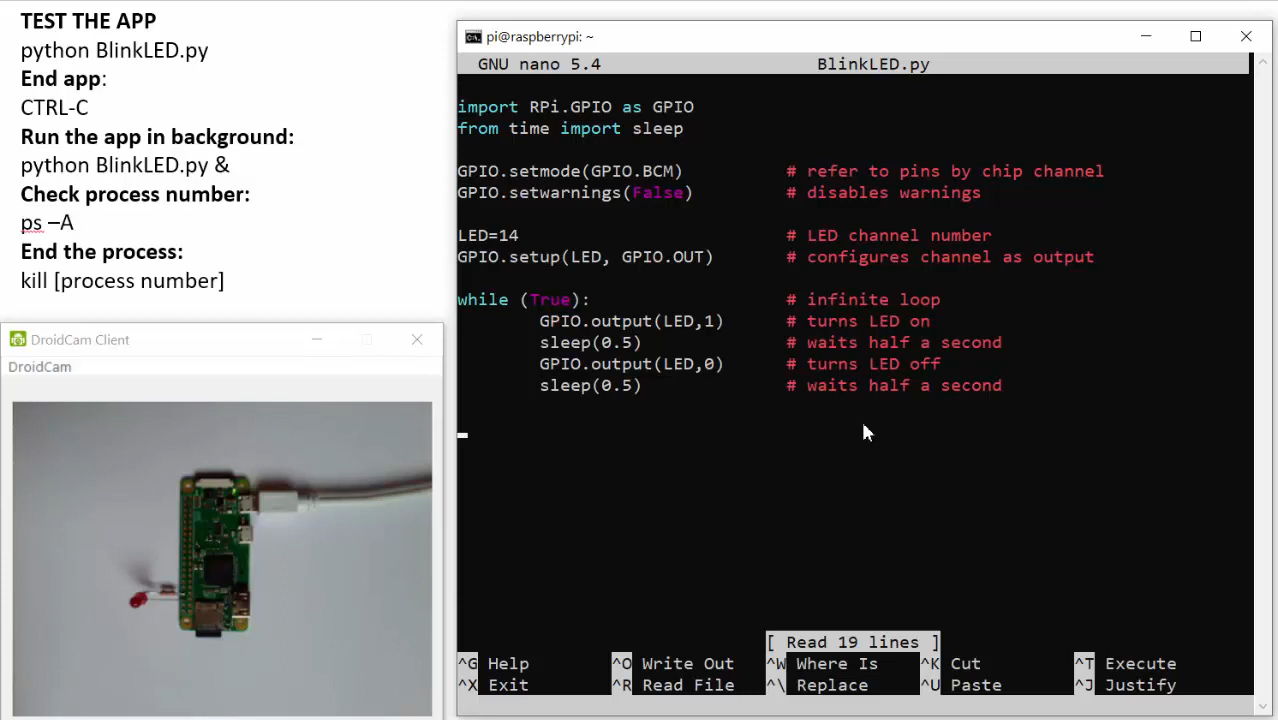 TEST THE APP
python BlinkLED.py
End app:
CTRL-C
Run the app in background:
python BlinkLED.py &
Check process number:
ps –A
End the process:
kill [process number]
DroidCam Client
DroidCam
pi@raspberrypi: ~
GNU nano 5.4 BlinkLED.py
import RPi.GPIO as GPIO
from time import sleep
GPIO.setmode(GPIO.BCM) # refer to pins by chip channel
GPIO.setwarnings(False) # disables warnings
LED=14 # LED channel number
GPIO.setup(LED, GPIO.OUT) # configures channel as output
while (True): # infinite loop
GPIO.output(LED,1) # turns LED on
sleep(0.5) # waits half a second
GPIO.output(LED,0) # turns LED off
sleep(0.5) # waits half a second
[ Read 19 lines ]
^G Help ^O Write Out ^W Where Is ^K Cut ^T Execute
^X Exit ^R Read File ^\ Replace ^U Paste ^J Justify